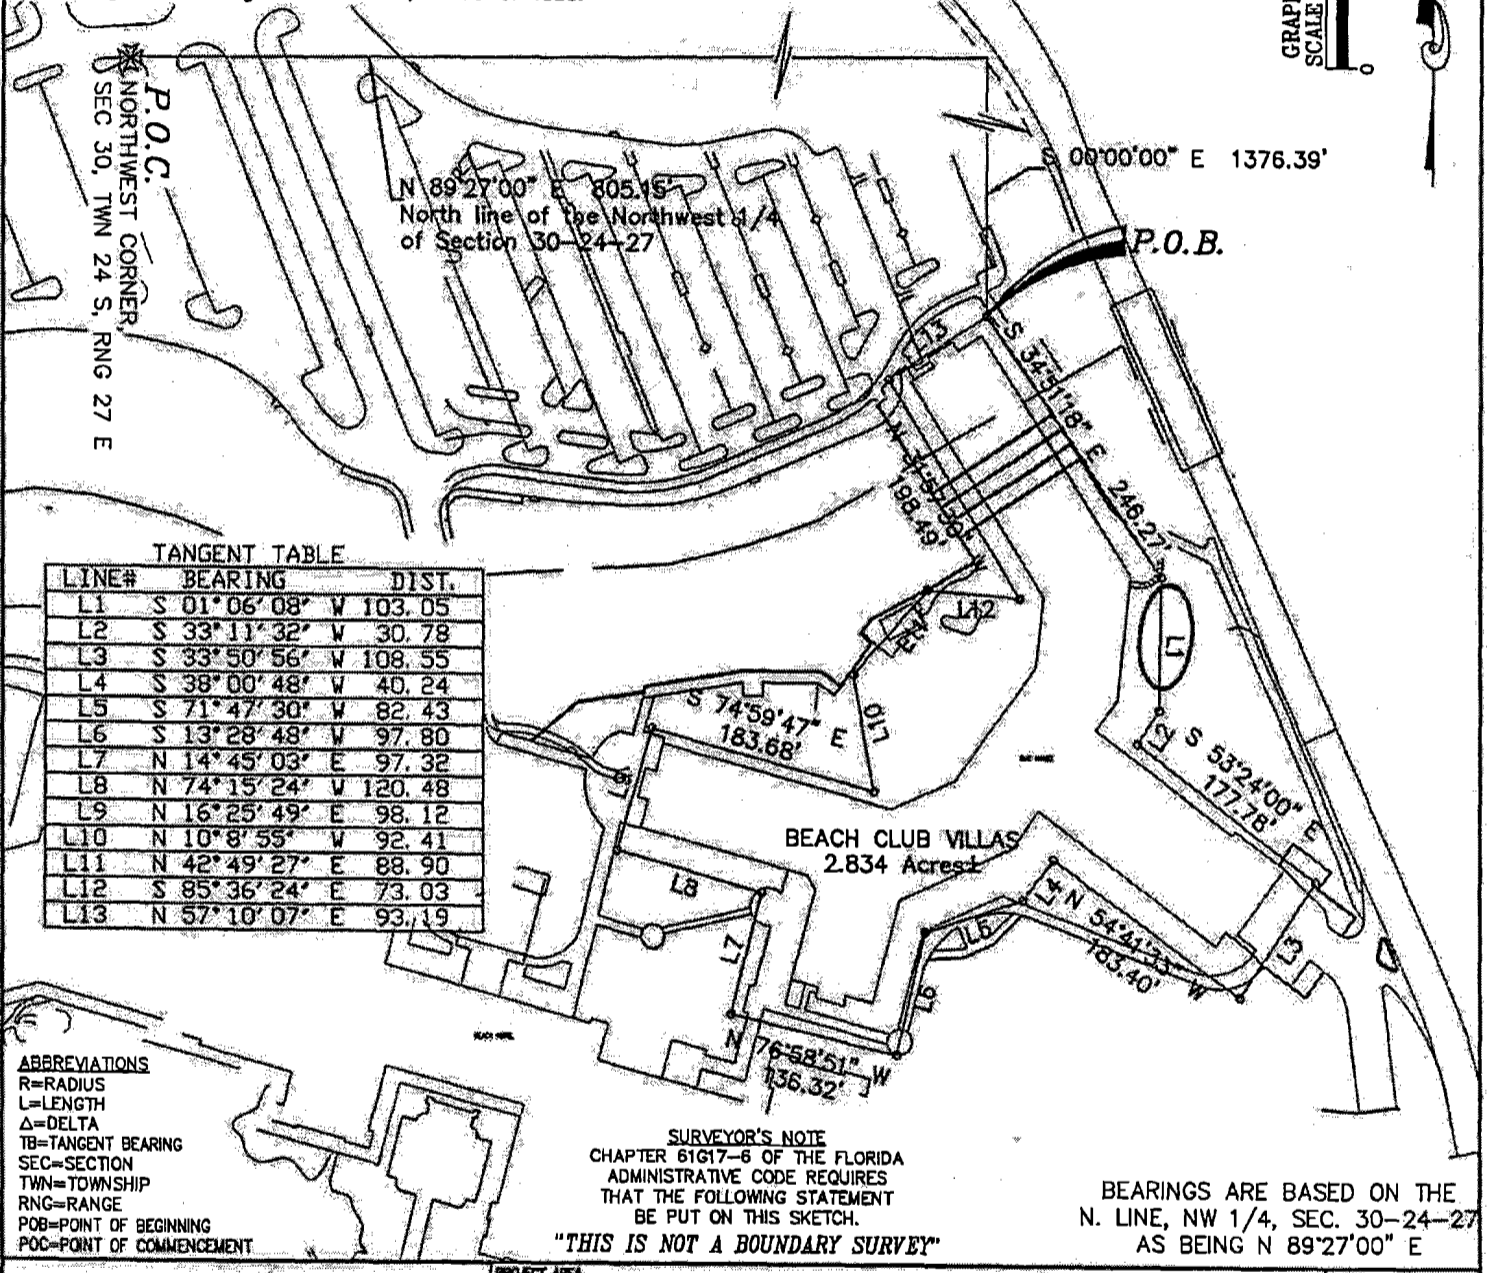 GRAPHIC
SCALE
0
P.O.C.
NORTHWEST CORNER,
SEC 30, TWN 24 S, RNG 27 E
N 89°27'00" E 805.15'
North line of the Northwest 1/4
of Section 30-24-27
S 00°00'00" E 1376.39'
P.O.B.
L13
S 34°51'18" E 246.27'
198.49'
L12
L11
L10
L1
L2
S 74°59'47" E
183.68'
S 53°24'00" E
177.78'
TANGENT TABLE
LINE# BEARING DIST.
L1 S 01°06'08" W 103.05
L2 S 33°11'32" W 30.78
L3 S 33°50'56" W 108.55
L4 S 38°00'48" W 40.24
L5 S 71°47'30" W 82.43
L6 S 13°28'48" W 97.80
L7 N 14°45'03" E 97.32
L8 N 74°15'24" W 120.48
L9 N 16°25'49" E 98.12
L10 N 10°8'55" W 92.41
L11 N 42°49'27" E 88.90
L12 S 85°36'24" E 73.03
L13 N 57°10'07" E 93.19
BEACH CLUB VILLAS
2.834 Acres±
L9
L8
L7
L6
L5
L4
L3
N 54°41'33" W
183.40'
N 76°58'51" W
136.32'
ABBREVIATIONS
R=RADIUS
L=LENGTH
Δ=DELTA
TB=TANGENT BEARING
SEC=SECTION
TWN=TOWNSHIP
RNG=RANGE
POB=POINT OF BEGINNING
POC=POINT OF COMMENCEMENT
SURVEYOR'S NOTE
CHAPTER 61G17-6 OF THE FLORIDA
ADMINISTRATIVE CODE REQUIRES
THAT THE FOLLOWING STATEMENT
BE PUT ON THIS SKETCH.
"THIS IS NOT A BOUNDARY SURVEY"
BEARINGS ARE BASED ON THE
N. LINE, NW 1/4, SEC. 30-24-27
AS BEING N 89°27'00" E
PROJECT AREA